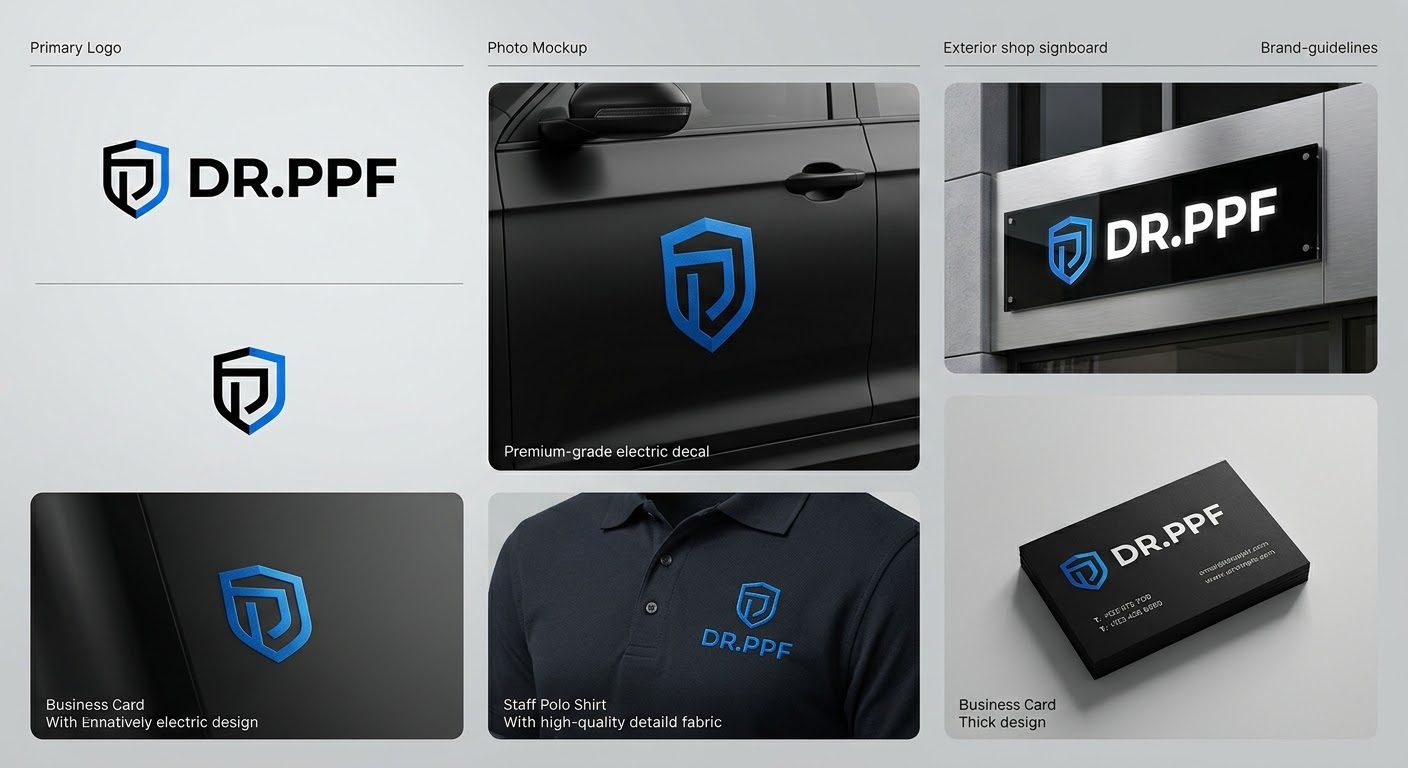 Primary Logo
Photo Mockup
Exterior shop signboard
Brand-guidelines
DR.PPF
Premium-grade electric decal
DR.PPF
Business Card
With Ennatively electric design
DR.PPF
Staff Polo Shirt
With high-quality detaild fabric
DR.PPF
Business Card
Thick design